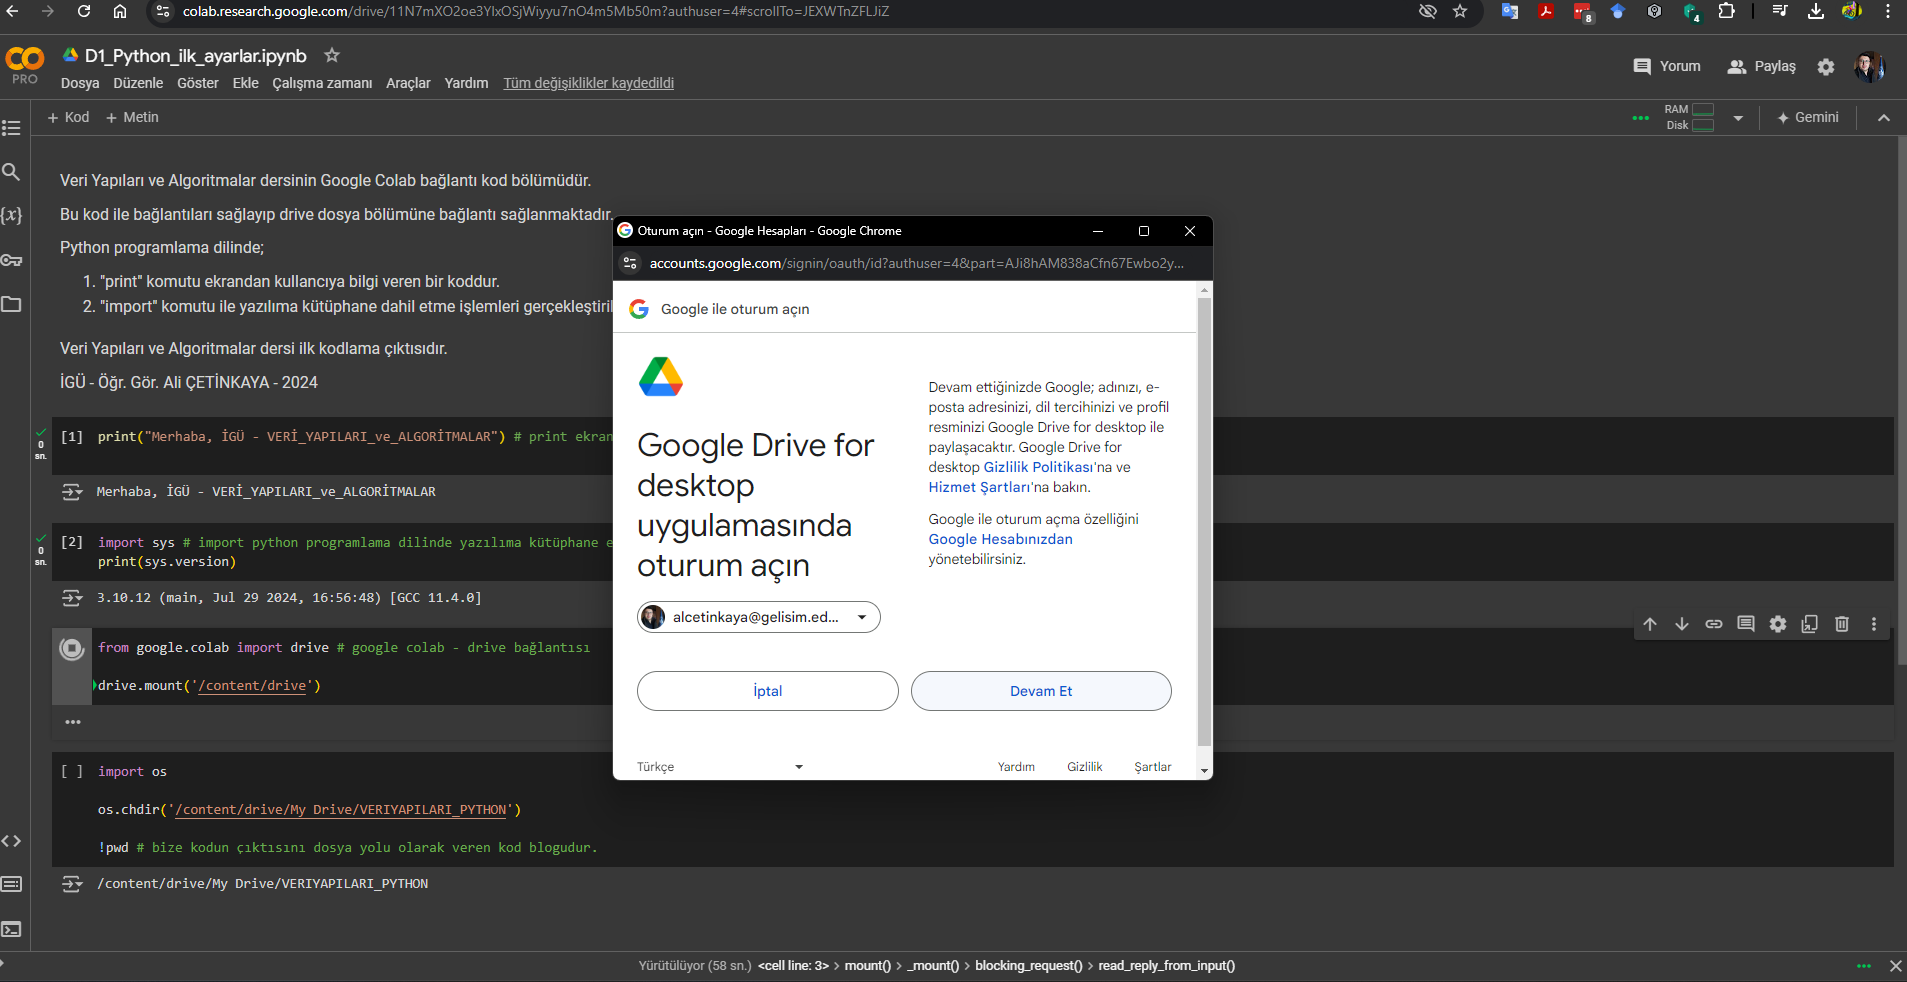 colab.research.google.com/drive/11N7mXO2oe3YlxOSjWiyyu7nO4m5Mb50m?authuser=4#scrollTo=JEXWTnZFLJiZ
8
4
CO
PRO
D1_Python_ilk_ayarlar.ipynb
Dosya Düzenle Göster Ekle Çalışma zamanı Araçlar Yardım Tüm değişiklikler kaydedildi
Yorum Paylaş
+ Kod + Metin
RAM
Disk
Gemini
Veri Yapıları ve Algoritmalar dersinin Google Colab bağlantı kod bölümüdür.
Bu kod ile bağlantıları sağlayıp drive dosya bölümüne bağlantı sağlanmaktadır.
Python programlama dilinde;
1. "print" komutu ekrandan kullancıya bilgi veren bir koddur.
2. "import" komutu ile yazılıma kütüphane dahil etme işlemleri gerçekleştiril
Veri Yapıları ve Algoritmalar dersi ilk kodlama çıktısıdır.
İGÜ - Öğr. Gör. Ali ÇETİNKAYA - 2024
0 sn.
[1] print("Merhaba, İGÜ - VERİ_YAPILARI_ve_ALGORİTMALAR") # print ekran
Merhaba, İGÜ - VERİ_YAPILARI_ve_ALGORİTMALAR
0 sn.
[2] import sys # import python programlama dilinde yazılıma kütüphane e
print(sys.version)
3.10.12 (main, Jul 29 2024, 16:56:48) [GCC 11.4.0]
from google.colab import drive # google colab - drive bağlantısı
drive.mount('/content/drive')
[ ] import os
os.chdir('/content/drive/My Drive/VERIYAPILARI_PYTHON')
!pwd # bize kodun çıktısını dosya yolu olarak veren kod blogudur.
/content/drive/My Drive/VERIYAPILARI_PYTHON
Oturum açın - Google Hesapları - Google Chrome
accounts.google.com/signin/oauth/id?authuser=4&part=AJi8hAM838aCfn67Ewbo2y...
Google ile oturum açın
Google Drive for
desktop
uygulamasında
oturum açın
alcetinkaya@gelisim.ed...
Devam ettiğinizde Google; adınızı, e-
posta adresinizi, dil tercihinizi ve profil
resminizi Google Drive for desktop ile
paylaşacaktır. Google Drive for
desktop Gizlilik Politikası'na ve
Hizmet Şartları'na bakın.
Google ile oturum açma özelliğini
Google Hesabınızdan
yönetebilirsiniz.
İptal Devam Et
Türkçe Yardım Gizlilik Şartlar
Yürütülüyor (58 sn.) <cell line: 3> > mount() > _mount() > blocking_request() > read_reply_from_input()